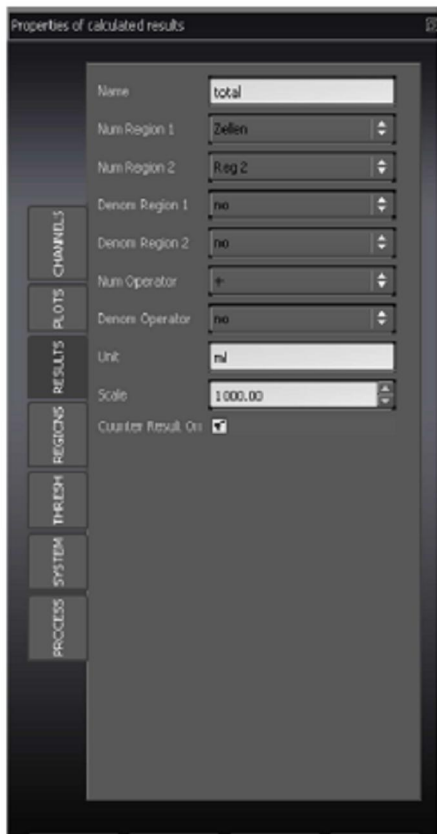 Properties of calculated results
Name total
Num Region 1 Zellen
Num Region 2 Reg 2
Denom Region 1 no
Denom Region 2 no
Num Operator +
Denom Operator no
Unit ml
Scale 1000.00
Counter Result On
CHANNELS
PLOTS
RESULTS
REGIONS
THRESH
SYSTEM
PROCESS